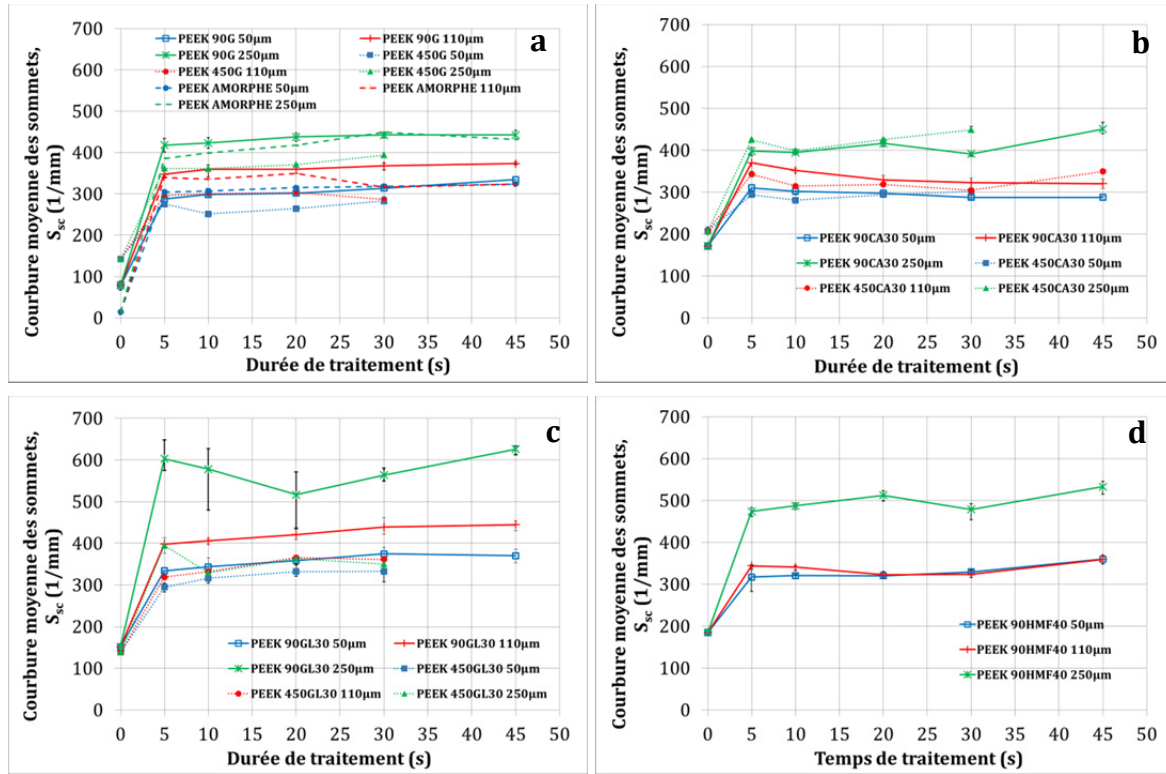 a
Courbure moyenne des sommets,
S_sc (1/mm)
700
600
500
400
300
200
100
0
PEEK 90G 50µm PEEK 90G 110µm
PEEK 90G 250µm PEEK 450G 50µm
PEEK 450G 110µm PEEK 450G 250µm
PEEK AMORPHE 50µm PEEK AMORPHE 110µm
PEEK AMORPHE 250µm
0 5 10 15 20 25 30 35 40 45 50
Durée de traitement (s)
b
Courbure moyenne des sommets,
S_sc (1/mm)
700
600
500
400
300
200
100
0
PEEK 90CA30 50µm PEEK 90CA30 110µm
PEEK 90CA30 250µm PEEK 450CA30 50µm
PEEK 450CA30 110µm PEEK 450CA30 250µm
0 5 10 15 20 25 30 35 40 45 50
Durée de traitement (s)
c
Courbure moyenne des sommets,
S_sc (1/mm)
700
600
500
400
300
200
100
0
PEEK 90GL30 50µm PEEK 90GL30 110µm
PEEK 90GL30 250µm PEEK 450GL30 50µm
PEEK 450GL30 110µm PEEK 450GL30 250µm
0 5 10 15 20 25 30 35 40 45 50
Durée de traitement (s)
d
Courbure moyenne des sommets,
S_sc (1/mm)
700
600
500
400
300
200
100
0
PEEK 90HMF40 50µm
PEEK 90HMF40 110µm
PEEK 90HMF40 250µm
0 5 10 15 20 25 30 35 40 45 50
Temps de traitement (s)